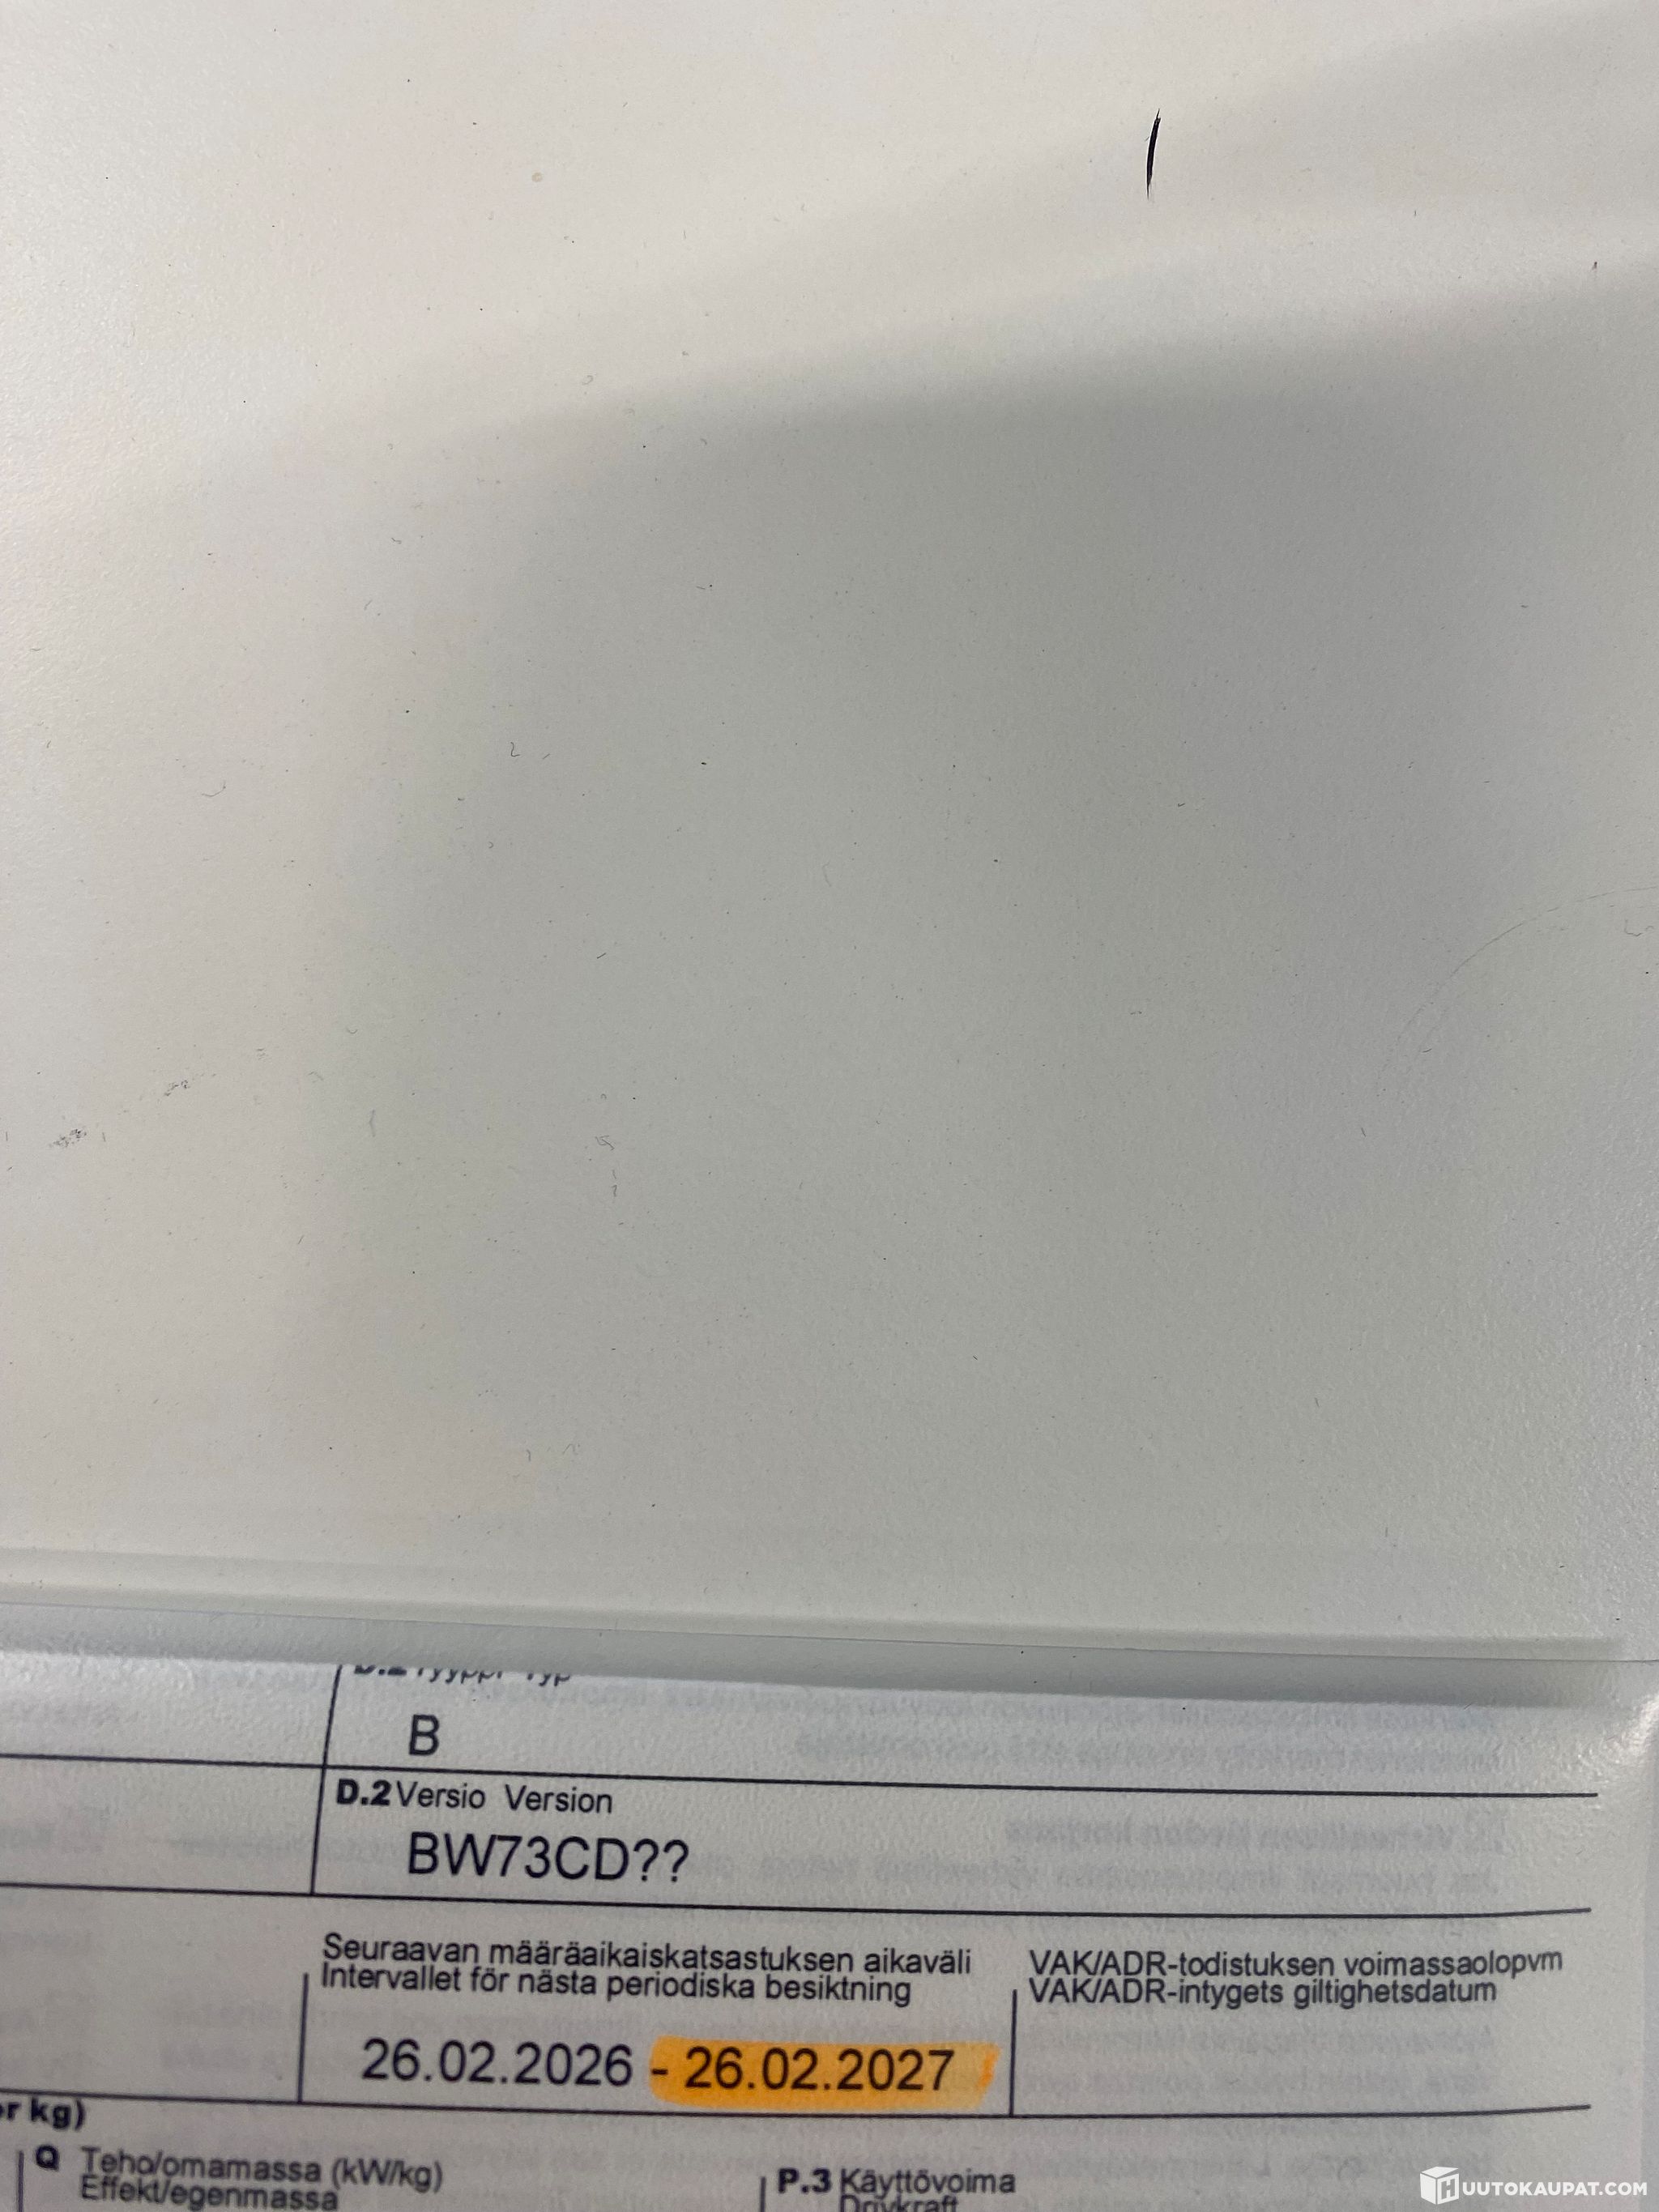 D.2 Tyyppi Typ
B
D.2 Versio Version
BW73CD??
Seuraavan määräaikaiskatsastuksen aikaväli
Intervallet för nästa periodiska besiktning
VAK/ADR-todistuksen voimassaolopvm
VAK/ADR-intygets giltighetsdatum
26.02.2026 - 26.02.2027
or kg)
Q Teho/omamassa (kW/kg)
Effekt/egenmassa
P.3 Käyttövoima
Drivkraft
HUUTOKAUPAT.COM